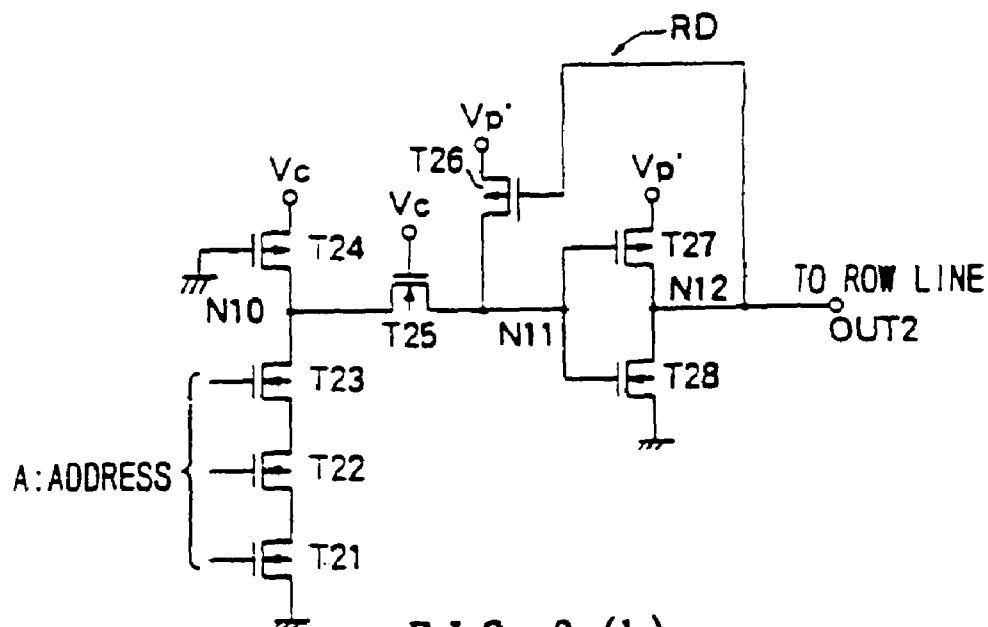 RD
Vp'
T26
Vc
Vc
Vp'
T24
T27
TO ROW LINE
N10
T25
N11
N12
OUT2
T23
T28
A:ADDRESS
T22
T21